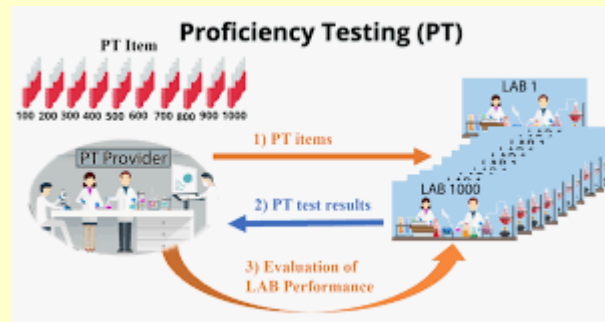 Proficiency Testing (PT)
PT Item
100 200 300 400 500 600 700 800 900 1000
PT Provider
1) PT items
2) PT test results
3) Evaluation of
LAB Performance
LAB 1
LAB 1000